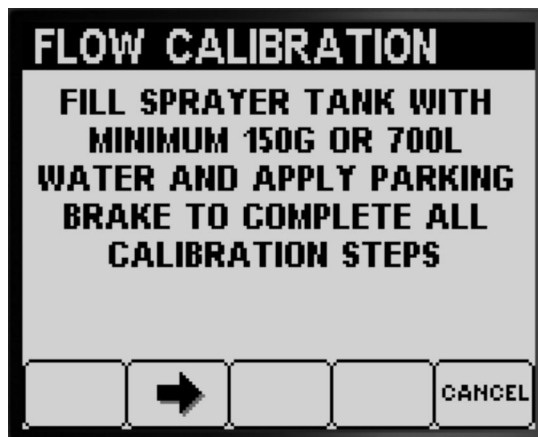 FLOW CALIBRATION
FILL SPRAYER TANK WITH
MINIMUM 150G OR 700L
WATER AND APPLY PARKING
BRAKE TO COMPLETE ALL
CALIBRATION STEPS
CANCEL